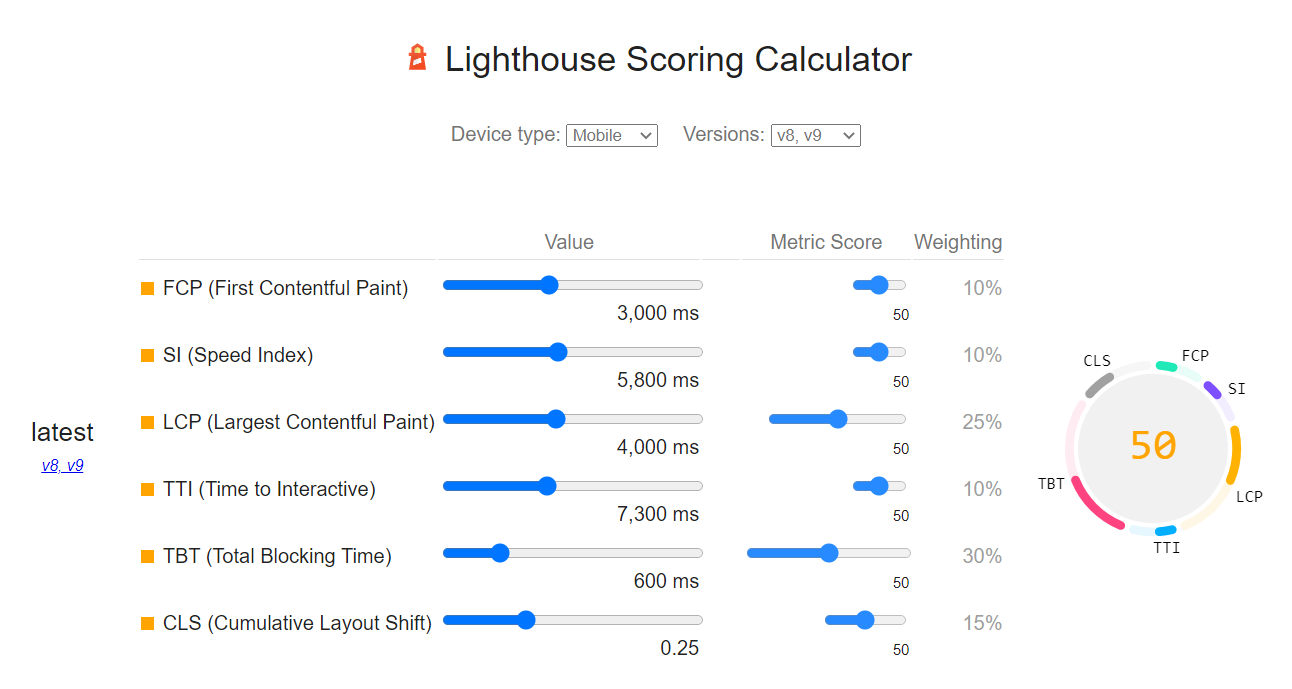 Lighthouse Scoring Calculator
Device type: Mobile Versions: v8, v9
Value Metric Score Weighting
FCP (First Contentful Paint) 10%
3,000 ms 50
SI (Speed Index) 10%
5,800 ms 50
LCP (Largest Contentful Paint) 25%
4,000 ms 50
TTI (Time to Interactive) 10%
7,300 ms 50
TBT (Total Blocking Time) 30%
600 ms 50
CLS (Cumulative Layout Shift) 15%
0.25 50
latest
v8, v9
CLS FCP
SI
50
TBT
LCP
TTI